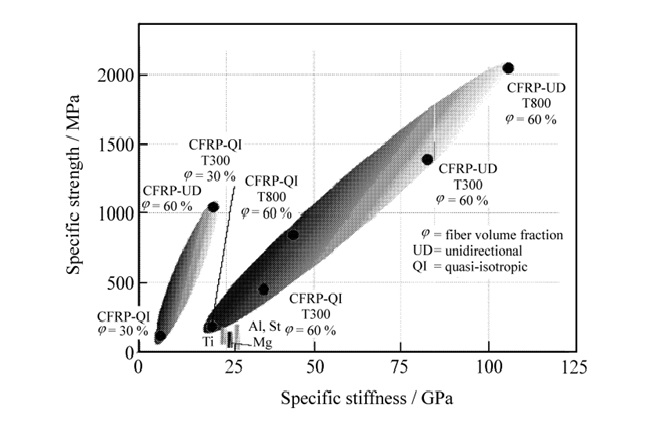 Specific strength / MPa
2000
1500
1000
500
0
0
25
50
75
100
125
Specific stiffness / GPa
CFRP-UD
T800
φ = 60 %
CFRP-UD
T300
φ = 60 %
CFRP-QI
T300
φ = 30 %
CFRP-QI
T800
φ = 60 %
CFRP-UD
φ = 60 %
CFRP-QI
φ = 30 %
CFRP-QI
T300
φ = 60 %
Ti
Al, St
Mg
φ = fiber volume fraction
UD = unidirectional
QI = quasi-isotropic